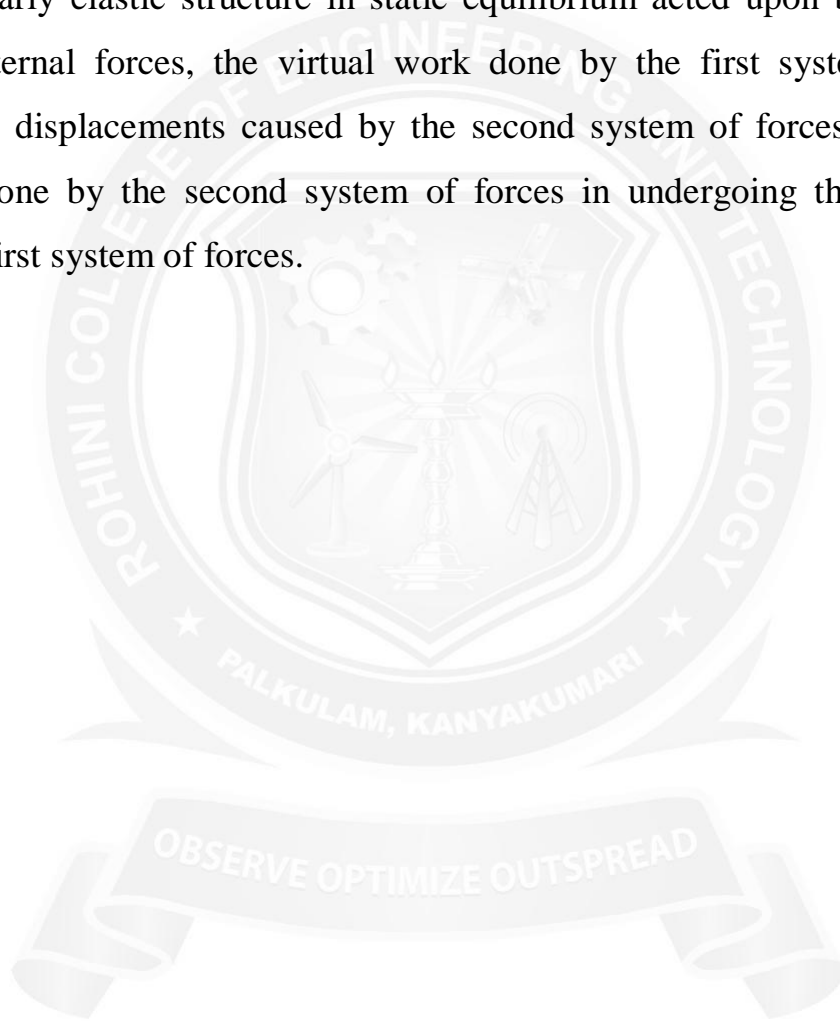 arly elastic structure in static equilibrium acted upon
ternal forces, the virtual work done by the first syste
displacements caused by the second system of forces
one by the second system of forces in undergoing th
irst system of forces.
ROHINI COLLEGE OF ENGINEERING AND TECHNOLOGY
PALKULAM, KANYAKUMARI
OBSERVE OPTIMIZE OUTSPREAD